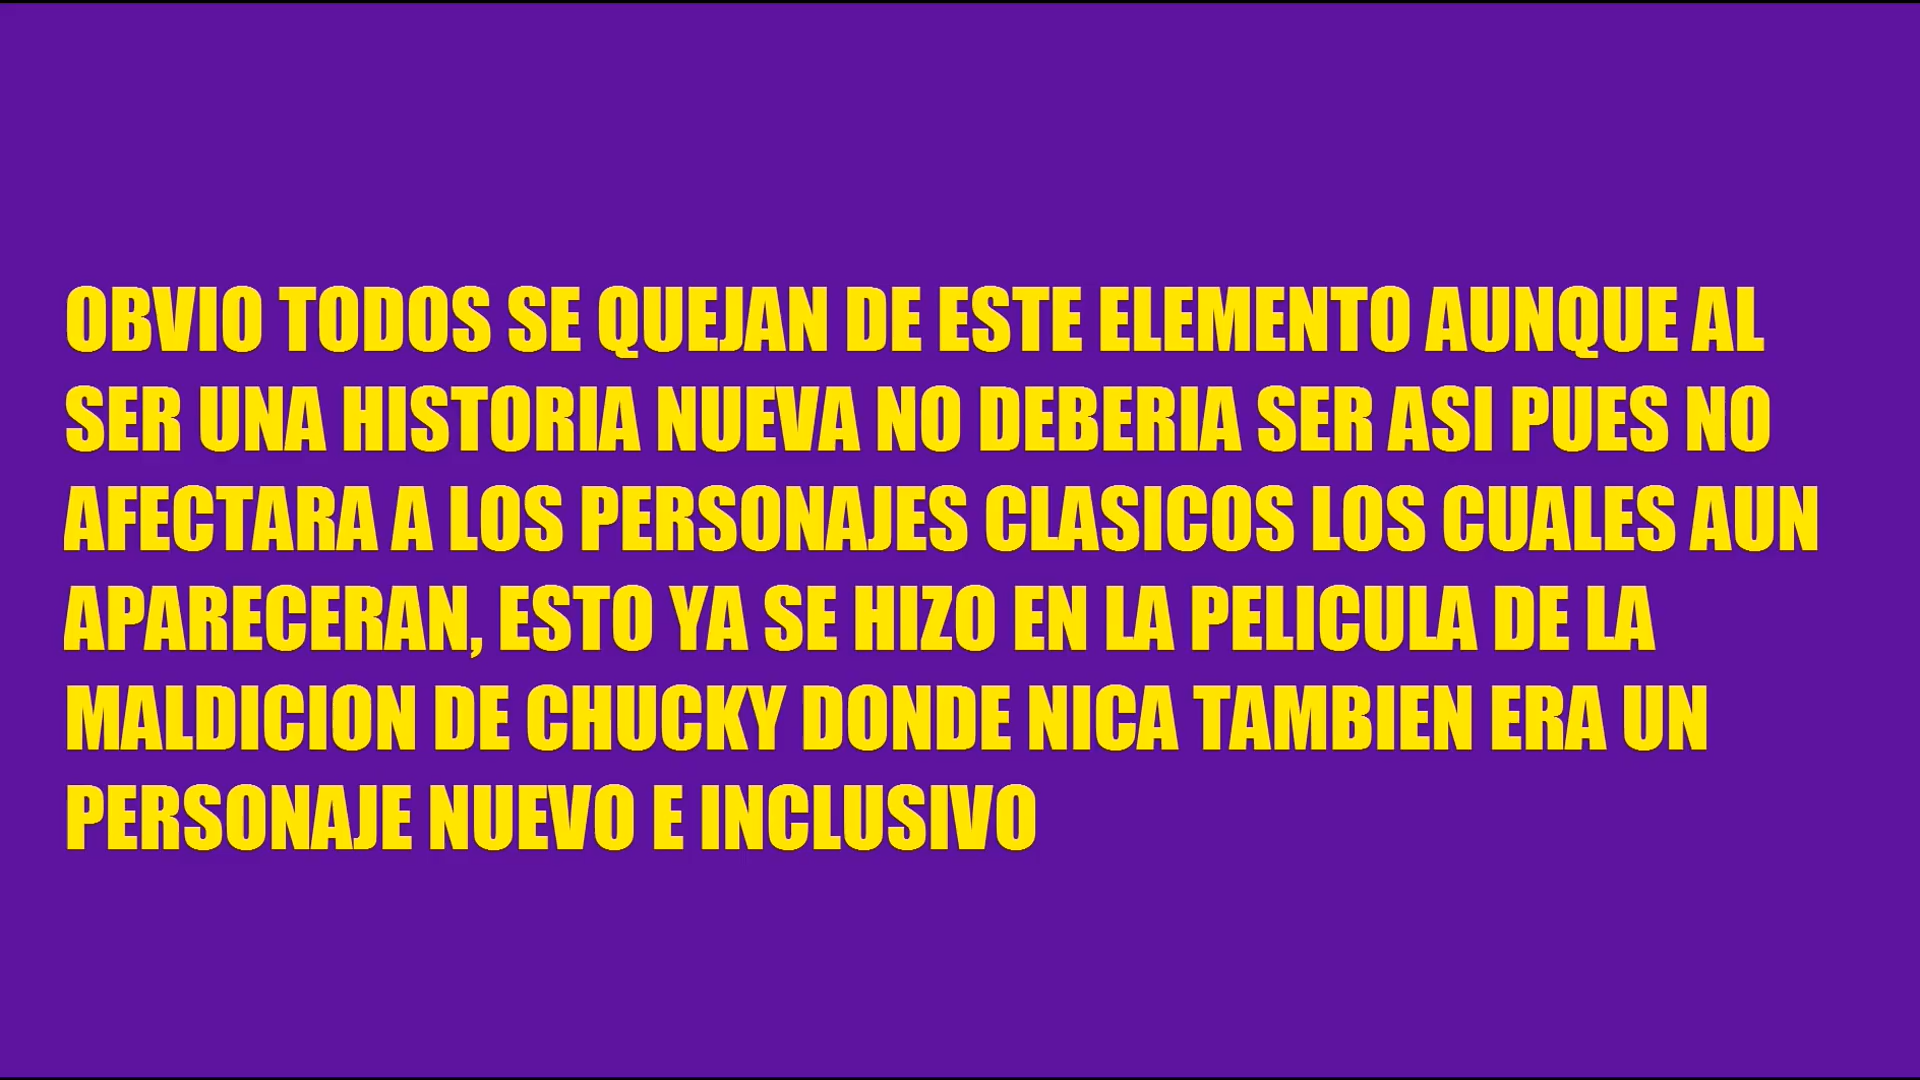 OBVIO TODOS SE QUEJAN DE ESTE ELEMENTO AUNQUE AL
SER UNA HISTORIA NUEVA NO DEBERIA SER ASI PUES NO
AFECTARA A LOS PERSONAJES CLASICOS LOS CUALES AUN
APARECERAN, ESTO YA SE HIZO EN LA PELICULA DE LA
MALDICION DE CHUCKY DONDE NICA TAMBIEN ERA UN
PERSONAJE NUEVO E INCLUSIVO